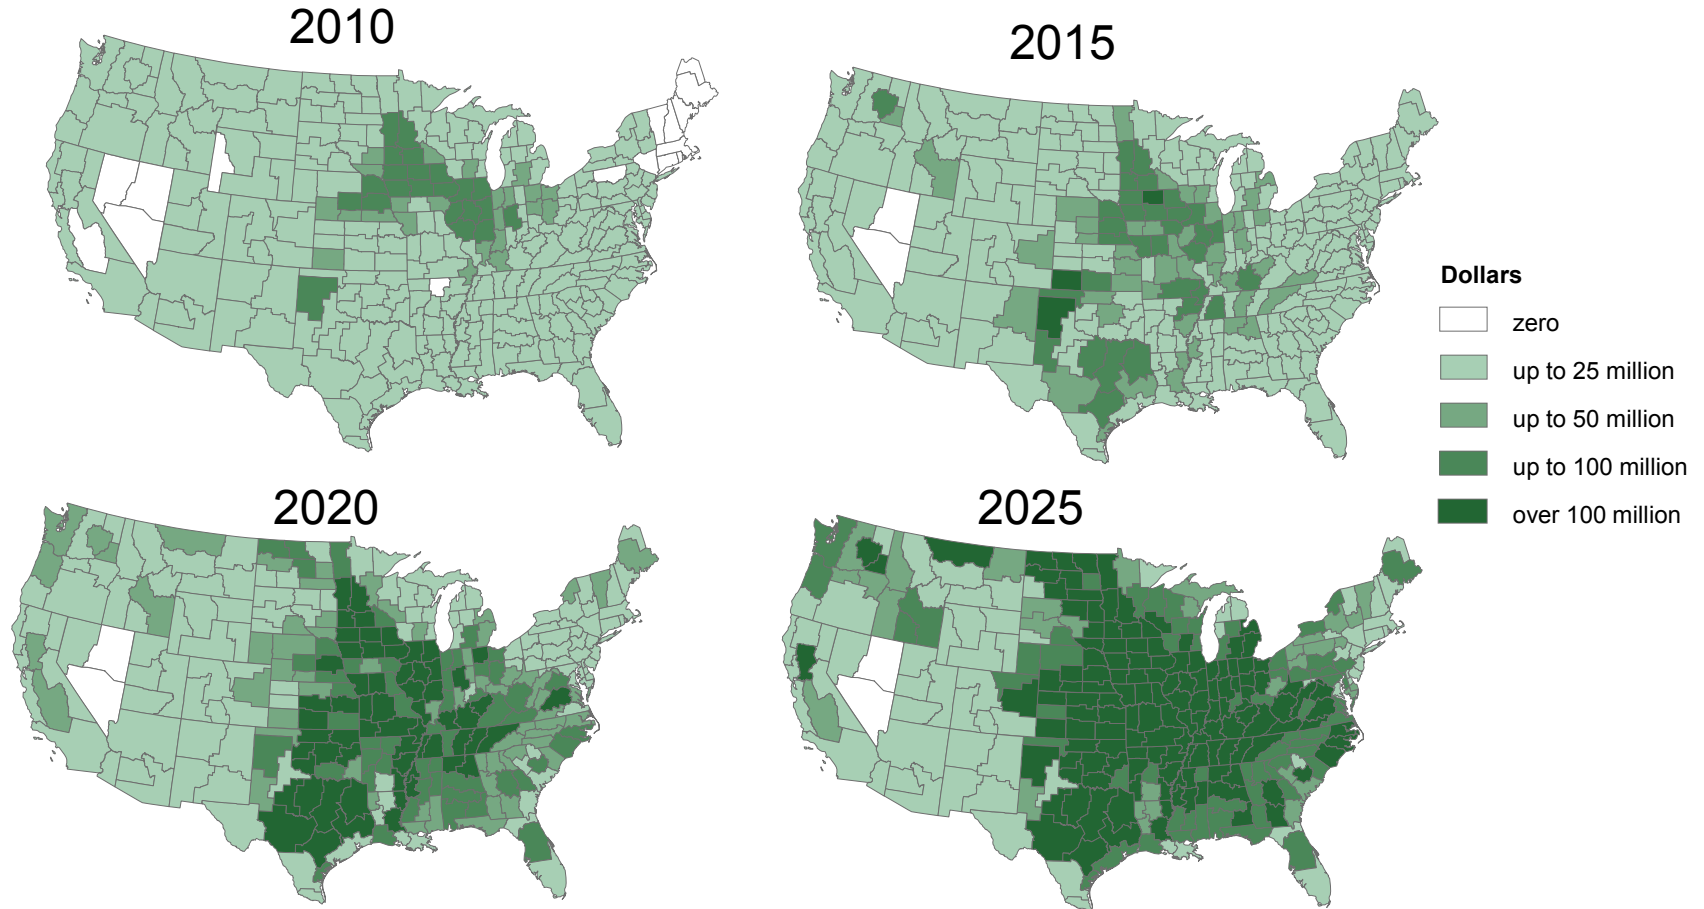 2010
2015
Dollars
zero
up to 25 million
up to 50 million
up to 100 million
over 100 million
2020
2025